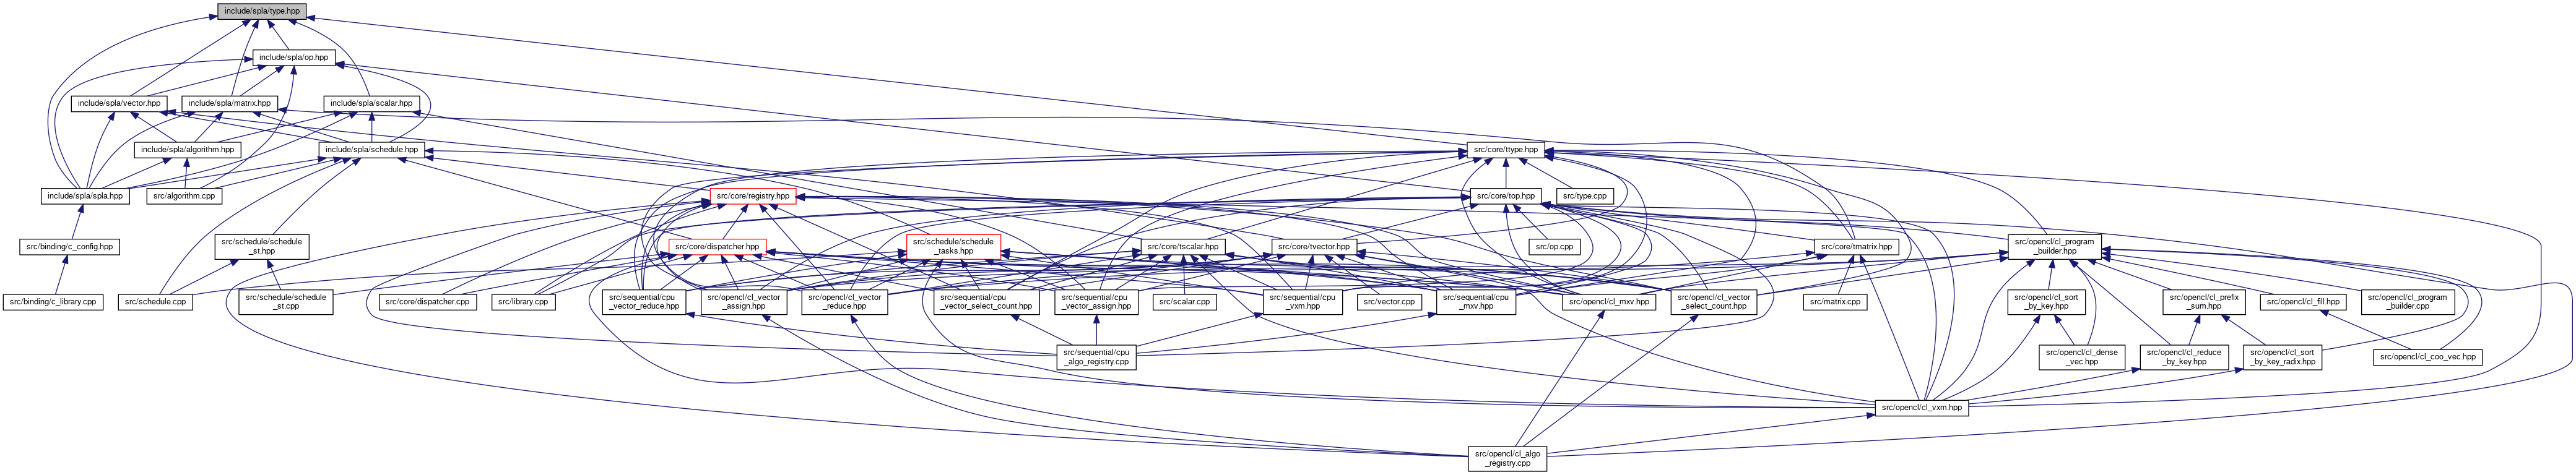 include/spla/type.hpp
include/spla/op.hpp
include/spla/vector.hpp
include/spla/matrix.hpp
include/spla/scalar.hpp
include/spla/algorithm.hpp
include/spla/schedule.hpp
src/core/ttype.hpp
include/spla/spla.hpp
src/algorithm.cpp
src/core/registry.hpp
src/core/top.hpp
src/type.cpp
src/binding/c_config.hpp
src/schedule/schedule
_st.hpp
src/core/dispatcher.hpp
src/schedule/schedule
_tasks.hpp
src/core/tscalar.hpp
src/core/tvector.hpp
src/op.cpp
src/core/tmatrix.hpp
src/opencl/cl_program
_builder.hpp
src/binding/c_library.cpp
src/schedule.cpp
src/schedule/schedule
_st.cpp
src/core/dispatcher.cpp
src/library.cpp
src/sequential/cpu
_vector_reduce.hpp
src/opencl/cl_vector
_assign.hpp
src/opencl/cl_vector
_reduce.hpp
src/sequential/cpu
_vector_select_count.hpp
src/sequential/cpu
_vector_assign.hpp
src/scalar.cpp
src/sequential/cpu
_vxm.hpp
src/vector.cpp
src/sequential/cpu
_mxv.hpp
src/opencl/cl_mxv.hpp
src/opencl/cl_vector
_select_count.hpp
src/matrix.cpp
src/opencl/cl_sort
_by_key.hpp
src/opencl/cl_prefix
_sum.hpp
src/opencl/cl_fill.hpp
src/opencl/cl_program
_builder.cpp
src/sequential/cpu
_algo_registry.cpp
src/opencl/cl_dense
_vec.hpp
src/opencl/cl_reduce
_by_key.hpp
src/opencl/cl_sort
_by_key_radix.hpp
src/opencl/cl_coo_vec.hpp
src/opencl/cl_vxm.hpp
src/opencl/cl_algo
_registry.cpp